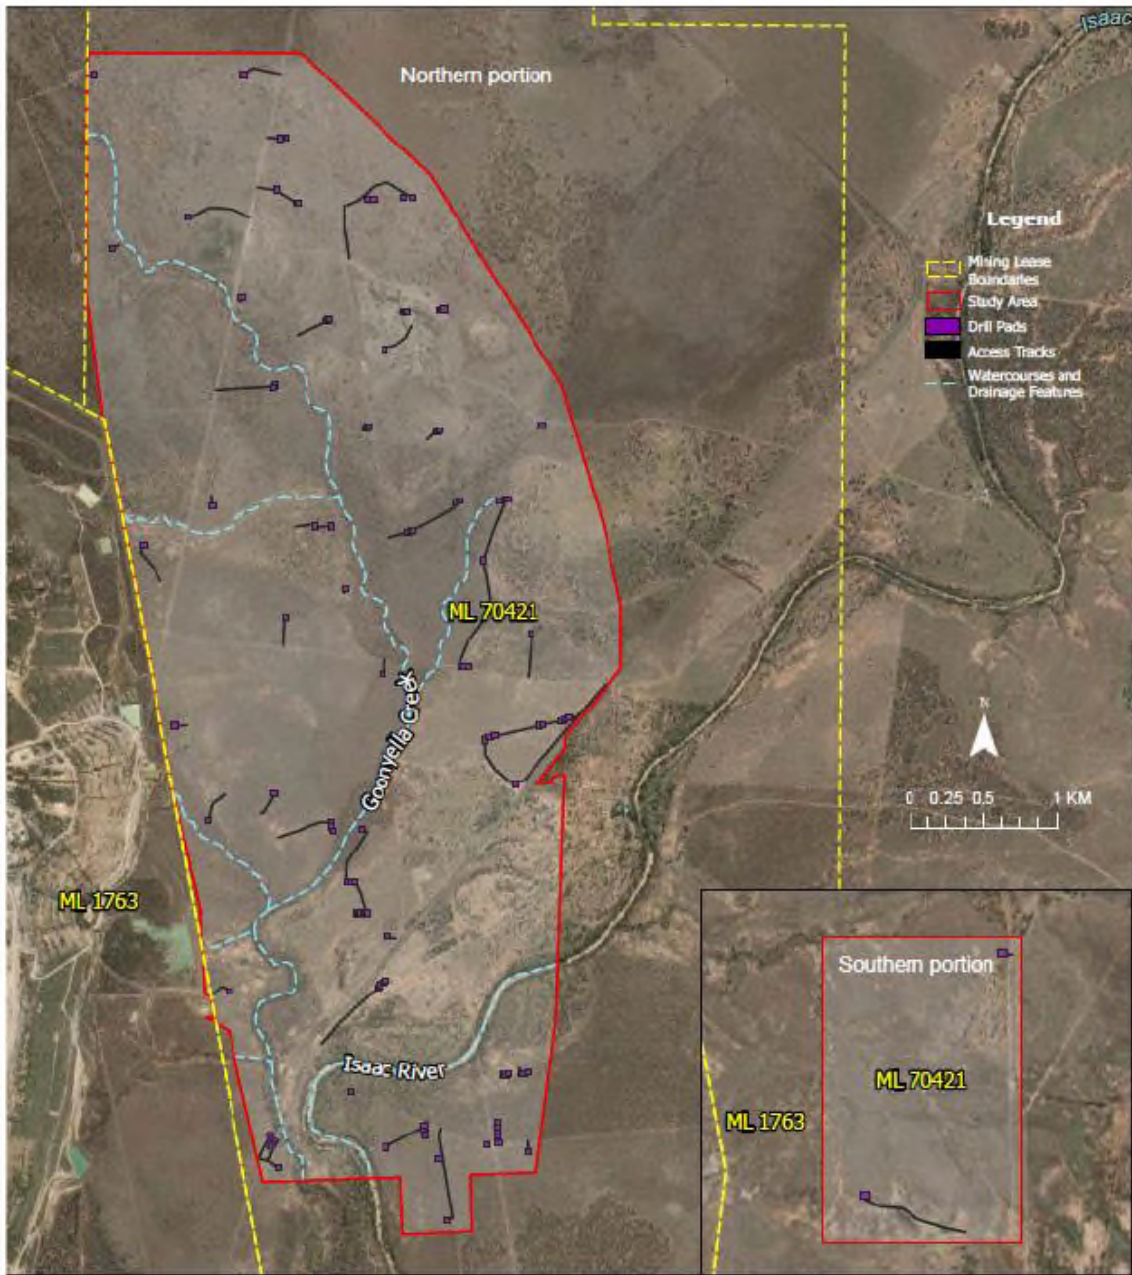 Isaac
Northern portion
Legend
Mining Lease
Boundaries
Study Area
Drill Pads
Access Tracks
Watercourses and
Drainage Features
ML 70421
Goonyella Creek
N
0 0.25 0.5 1 KM
ML 1763
Southern portion
Isaac River
ML 70421
ML 1763